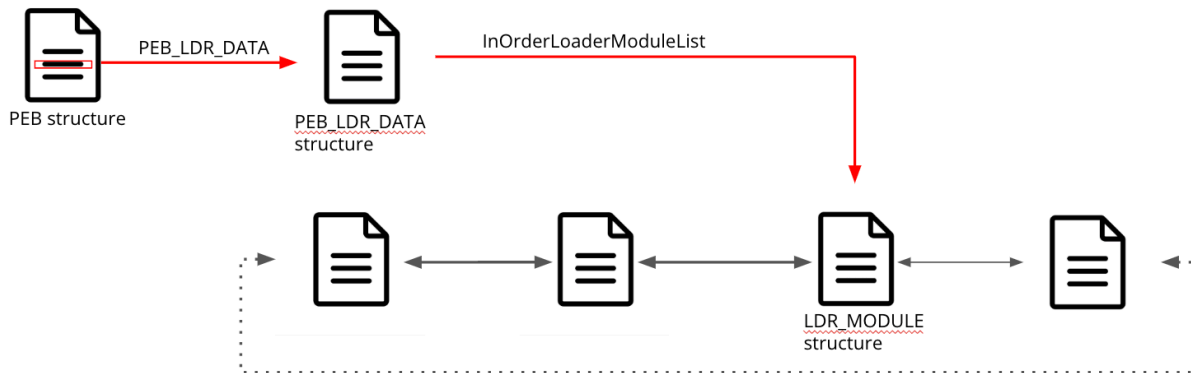 PEB_LDR_DATA
InOrderLoaderModuleList
PEB structure
PEB_LDR_DATA
structure
LDR_MODULE
structure